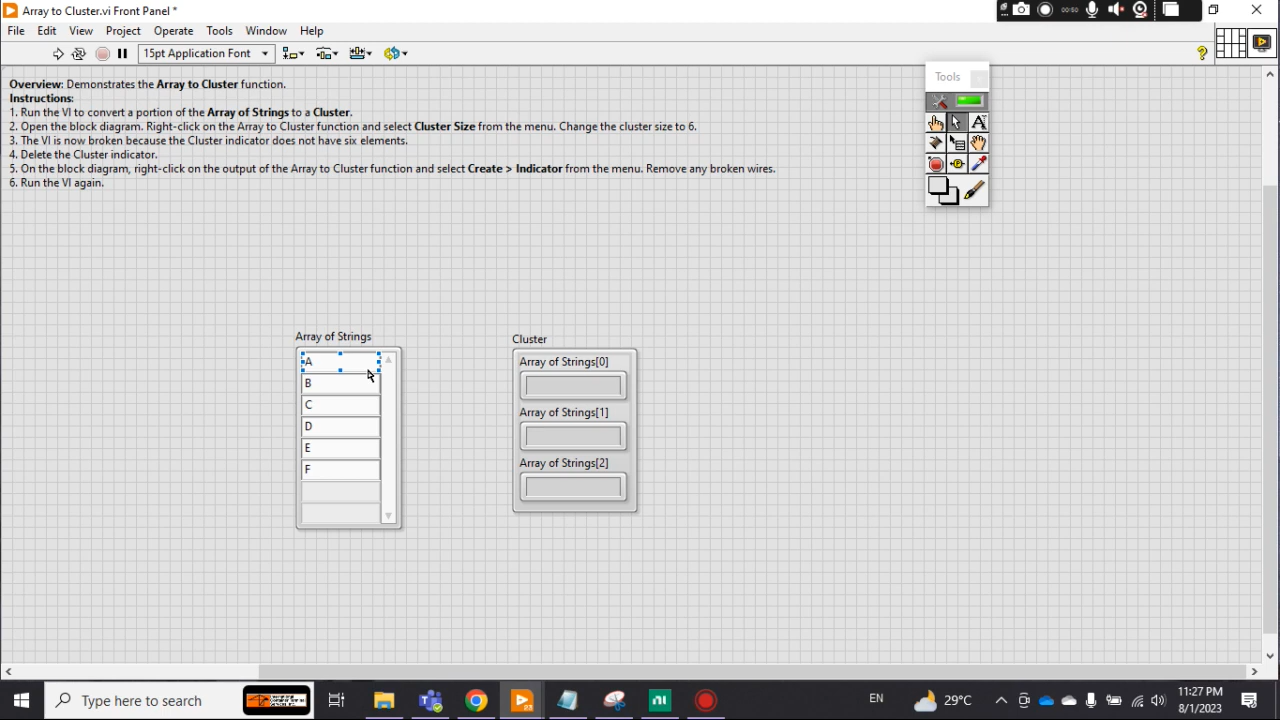 Array to Cluster.vi Front Panel *
00:50
File Edit View Project Operate Tools Window Help
15pt Application Font
Overview: Demonstrates the Array to Cluster function.
Instructions:
1. Run the VI to convert a portion of the Array of Strings to a Cluster.
2. Open the block diagram. Right-click on the Array to Cluster function and select Cluster Size from the menu. Change the cluster size to 6.
3. The VI is now broken because the Cluster indicator does not have six elements.
4. Delete the Cluster indicator.
5. On the block diagram, right-click on the output of the Array to Cluster function and select Create > Indicator from the menu. Remove any broken wires.
6. Run the VI again.
Tools
Array of Strings
A
B
C
D
E
F
Cluster
Array of Strings[0]
Array of Strings[1]
Array of Strings[2]
Type here to search
EN
29°C
11:27 PM
8/1/2023